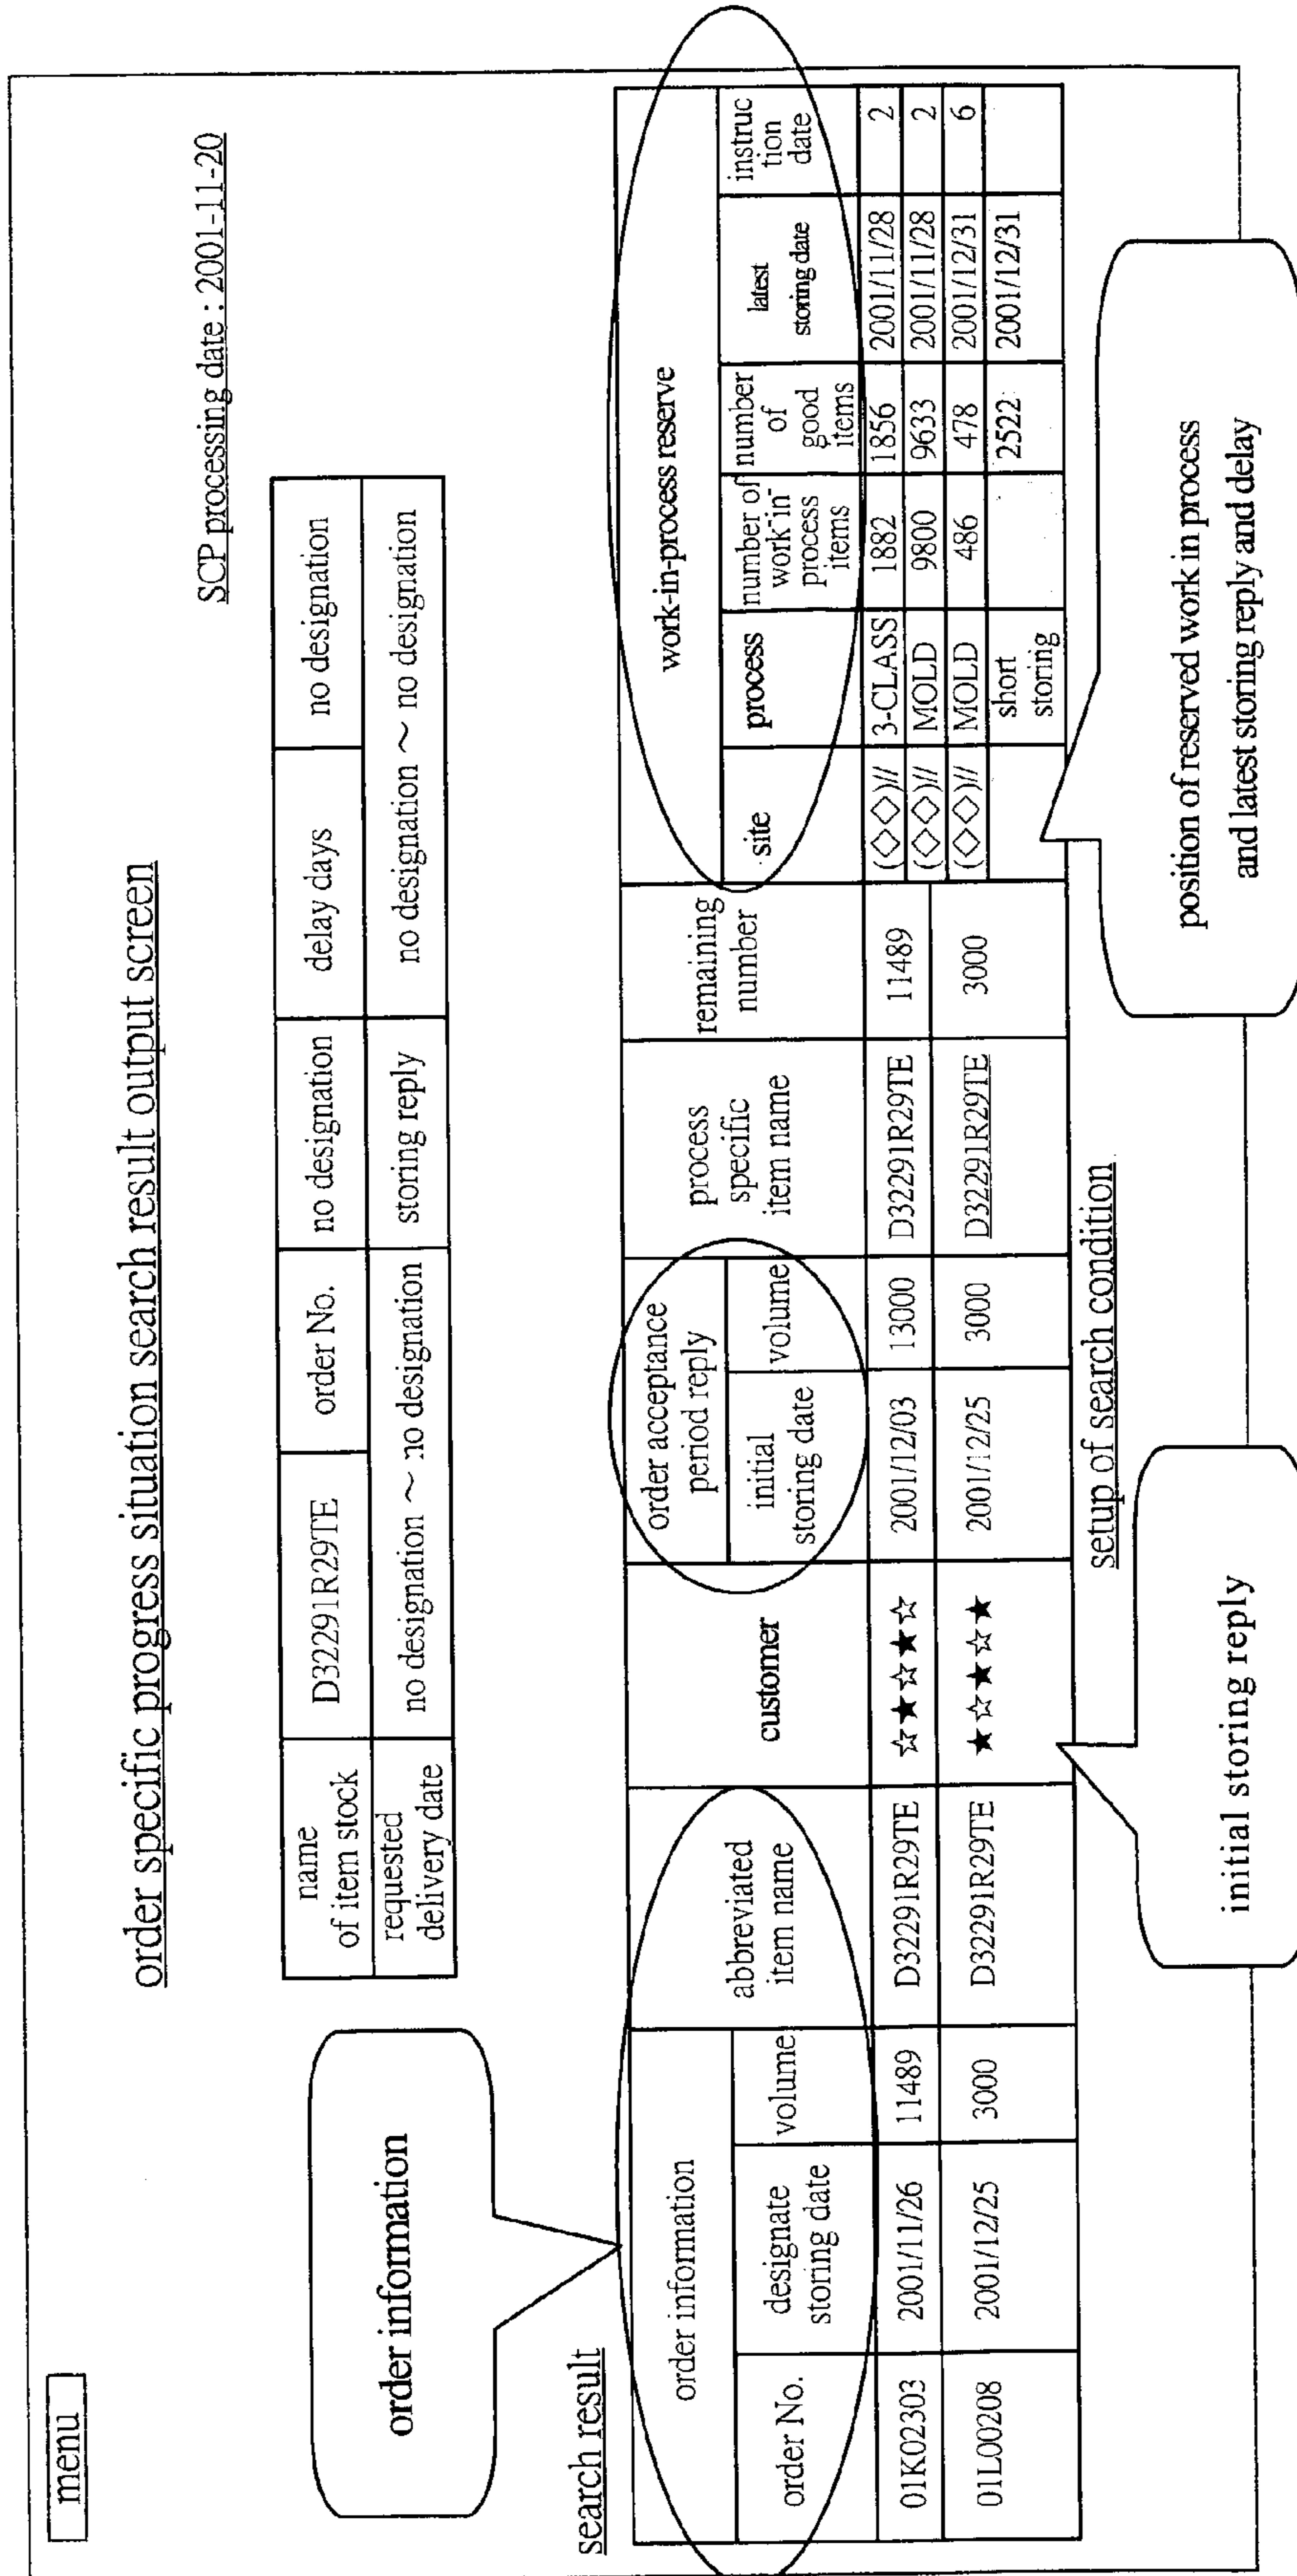 menu
order specific progress situation search result output screen
SCP processing date : 2001-11-20
name
of item stock
D32291R29TE
order No.
no designation
delay days
no designation
requested
delivery date
no designation ~ no designation
storing reply
no designation ~ no designation
order information
search result
order information
abbreviated
item name
customer
order acceptance
period reply
process
specific
item name
remaining
number
work-in-process reserve
order No.
designate
storing date
volume
initial
storing date
volume
site
process
number of
work-in-
process
items
number
of
good
items
latest
storing date
instruc
tion
date
01K02303 2001/11/26 11489 D32291R29TE ☆★☆★☆ 2001/12/03 13000 D32291R29TE 11489 (◇◇)// 3-CLASS 1882 1856 2001/11/28 2
(◇◇)// MOLD 9800 9633 2001/11/28 2
01L00208 2001/12/25 3000 D32291R29TE ★☆★☆★ 2001/12/25 3000 D32291R29TE 3000 (◇◇)// MOLD 486 478 2001/12/31 6
short
storing
2522 2001/12/31
setup of search condition
initial storing reply
position of reserved work in process
and latest storing reply and delay